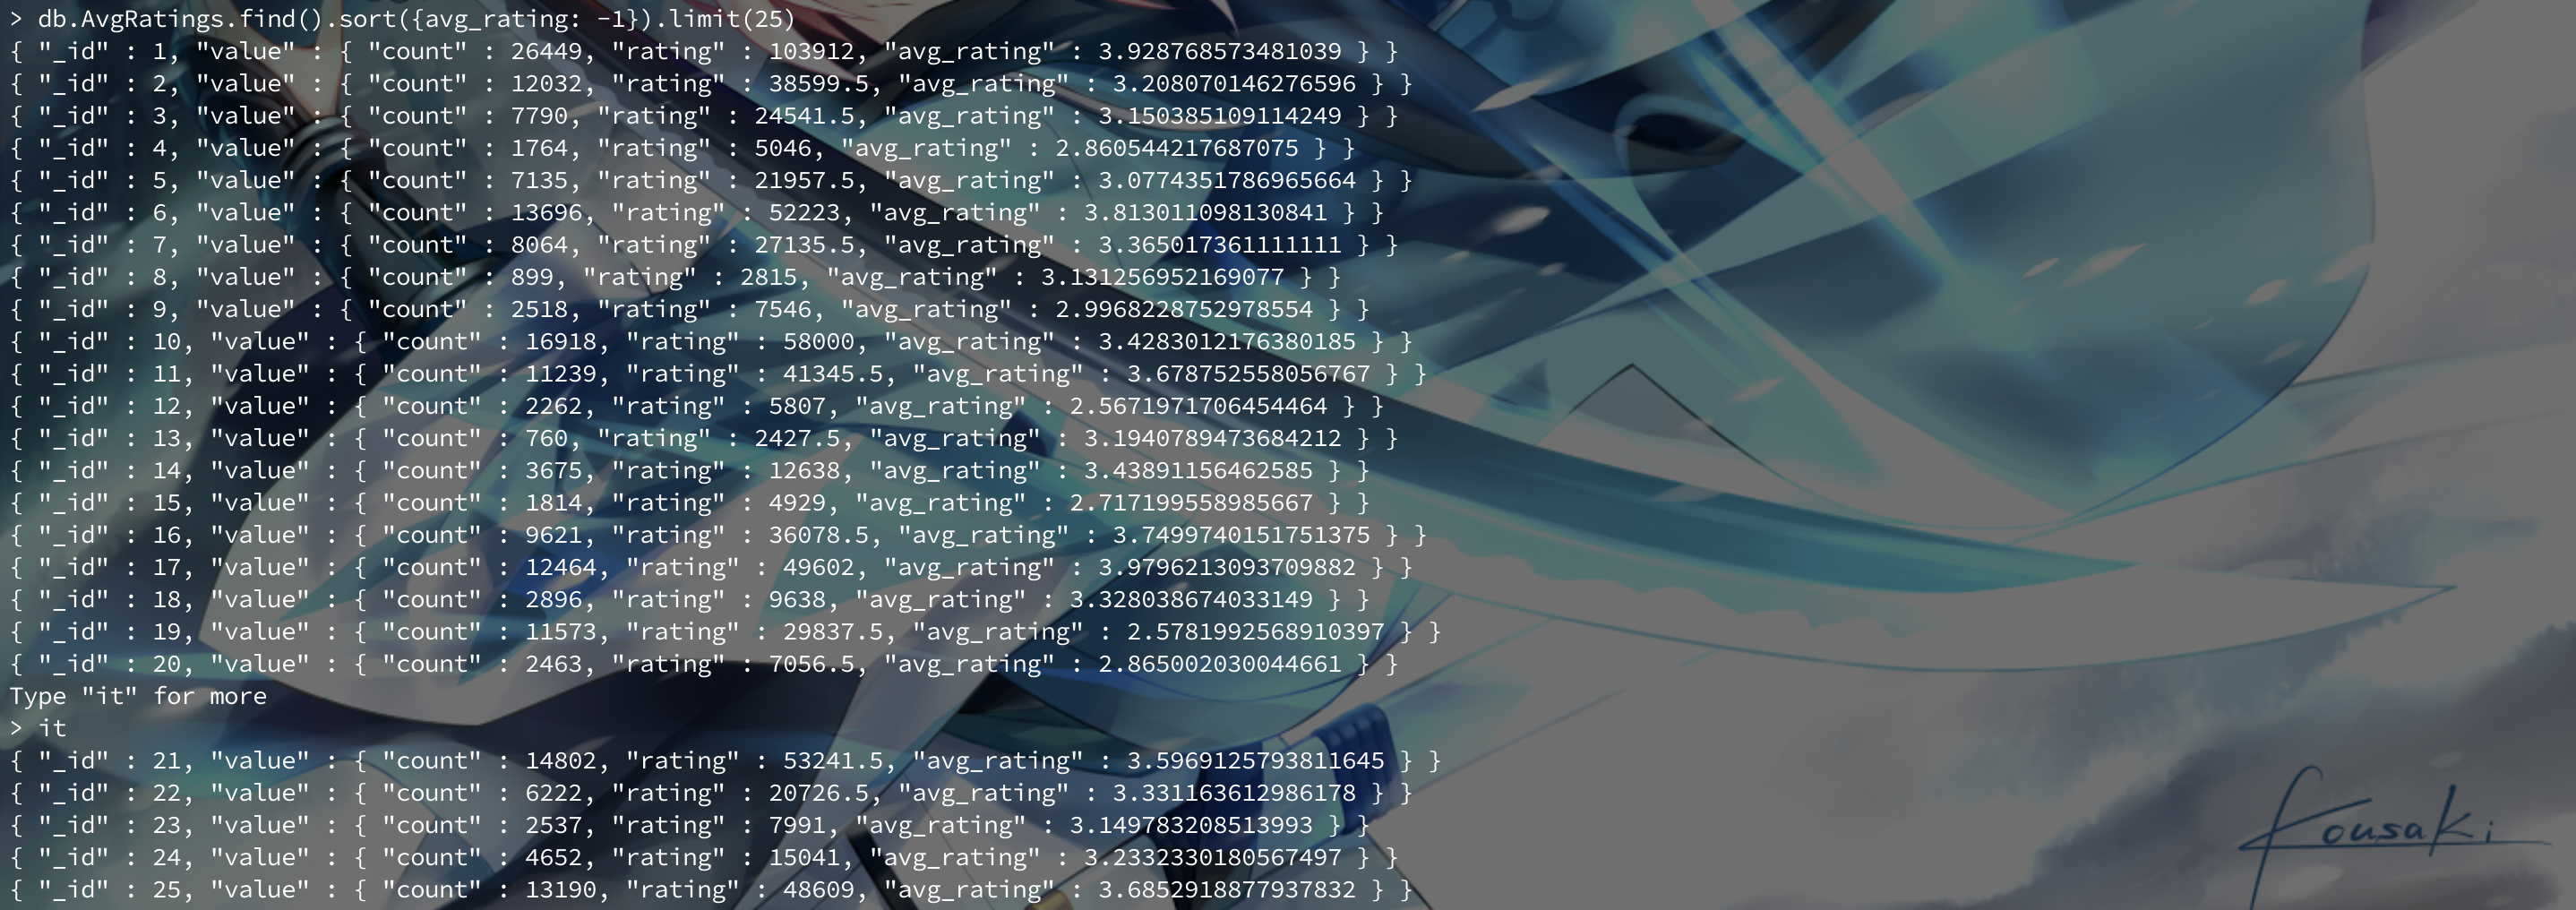 > db.AvgRatings.find().sort({avg_rating: -1}).limit(25)
{ "_id" : 1, "value" : { "count" : 26449, "rating" : 103912, "avg_rating" : 3.928768573481039 } }
{ "_id" : 2, "value" : { "count" : 12032, "rating" : 38599.5, "avg_rating" : 3.208070146276596 } }
{ "_id" : 3, "value" : { "count" : 7790, "rating" : 24541.5, "avg_rating" : 3.150385109114249 } }
{ "_id" : 4, "value" : { "count" : 1764, "rating" : 5046, "avg_rating" : 2.860544217687075 } }
{ "_id" : 5, "value" : { "count" : 7135, "rating" : 21957.5, "avg_rating" : 3.0774351786965664 } }
{ "_id" : 6, "value" : { "count" : 13696, "rating" : 52223, "avg_rating" : 3.813011098130841 } }
{ "_id" : 7, "value" : { "count" : 8064, "rating" : 27135.5, "avg_rating" : 3.365017361111111 } }
{ "_id" : 8, "value" : { "count" : 899, "rating" : 2815, "avg_rating" : 3.131256952169077 } }
{ "_id" : 9, "value" : { "count" : 2518, "rating" : 7546, "avg_rating" : 2.9968228752978554 } }
{ "_id" : 10, "value" : { "count" : 16918, "rating" : 58000, "avg_rating" : 3.4283012176380185 } }
{ "_id" : 11, "value" : { "count" : 11239, "rating" : 41345.5, "avg_rating" : 3.678752558056767 } }
{ "_id" : 12, "value" : { "count" : 2262, "rating" : 5807, "avg_rating" : 2.5671971706454464 } }
{ "_id" : 13, "value" : { "count" : 760, "rating" : 2427.5, "avg_rating" : 3.1940789473684212 } }
{ "_id" : 14, "value" : { "count" : 3675, "rating" : 12638, "avg_rating" : 3.43891156462585 } }
{ "_id" : 15, "value" : { "count" : 1814, "rating" : 4929, "avg_rating" : 2.717199558985667 } }
{ "_id" : 16, "value" : { "count" : 9621, "rating" : 36078.5, "avg_rating" : 3.7499740151751375 } }
{ "_id" : 17, "value" : { "count" : 12464, "rating" : 49602, "avg_rating" : 3.9796213093709882 } }
{ "_id" : 18, "value" : { "count" : 2896, "rating" : 9638, "avg_rating" : 3.328038674033149 } }
{ "_id" : 19, "value" : { "count" : 11573, "rating" : 29837.5, "avg_rating" : 2.5781992568910397 } }
{ "_id" : 20, "value" : { "count" : 2463, "rating" : 7056.5, "avg_rating" : 2.865002030044661 } }
Type "it" for more
> it
{ "_id" : 21, "value" : { "count" : 14802, "rating" : 53241.5, "avg_rating" : 3.5969125793811645 } }
{ "_id" : 22, "value" : { "count" : 6222, "rating" : 20726.5, "avg_rating" : 3.331163612986178 } }
{ "_id" : 23, "value" : { "count" : 2537, "rating" : 7991, "avg_rating" : 3.149783208513993 } }
{ "_id" : 24, "value" : { "count" : 4652, "rating" : 15041, "avg_rating" : 3.2332330180567497 } }
{ "_id" : 25, "value" : { "count" : 13190, "rating" : 48609, "avg_rating" : 3.6852918877937832 } }
fousaki